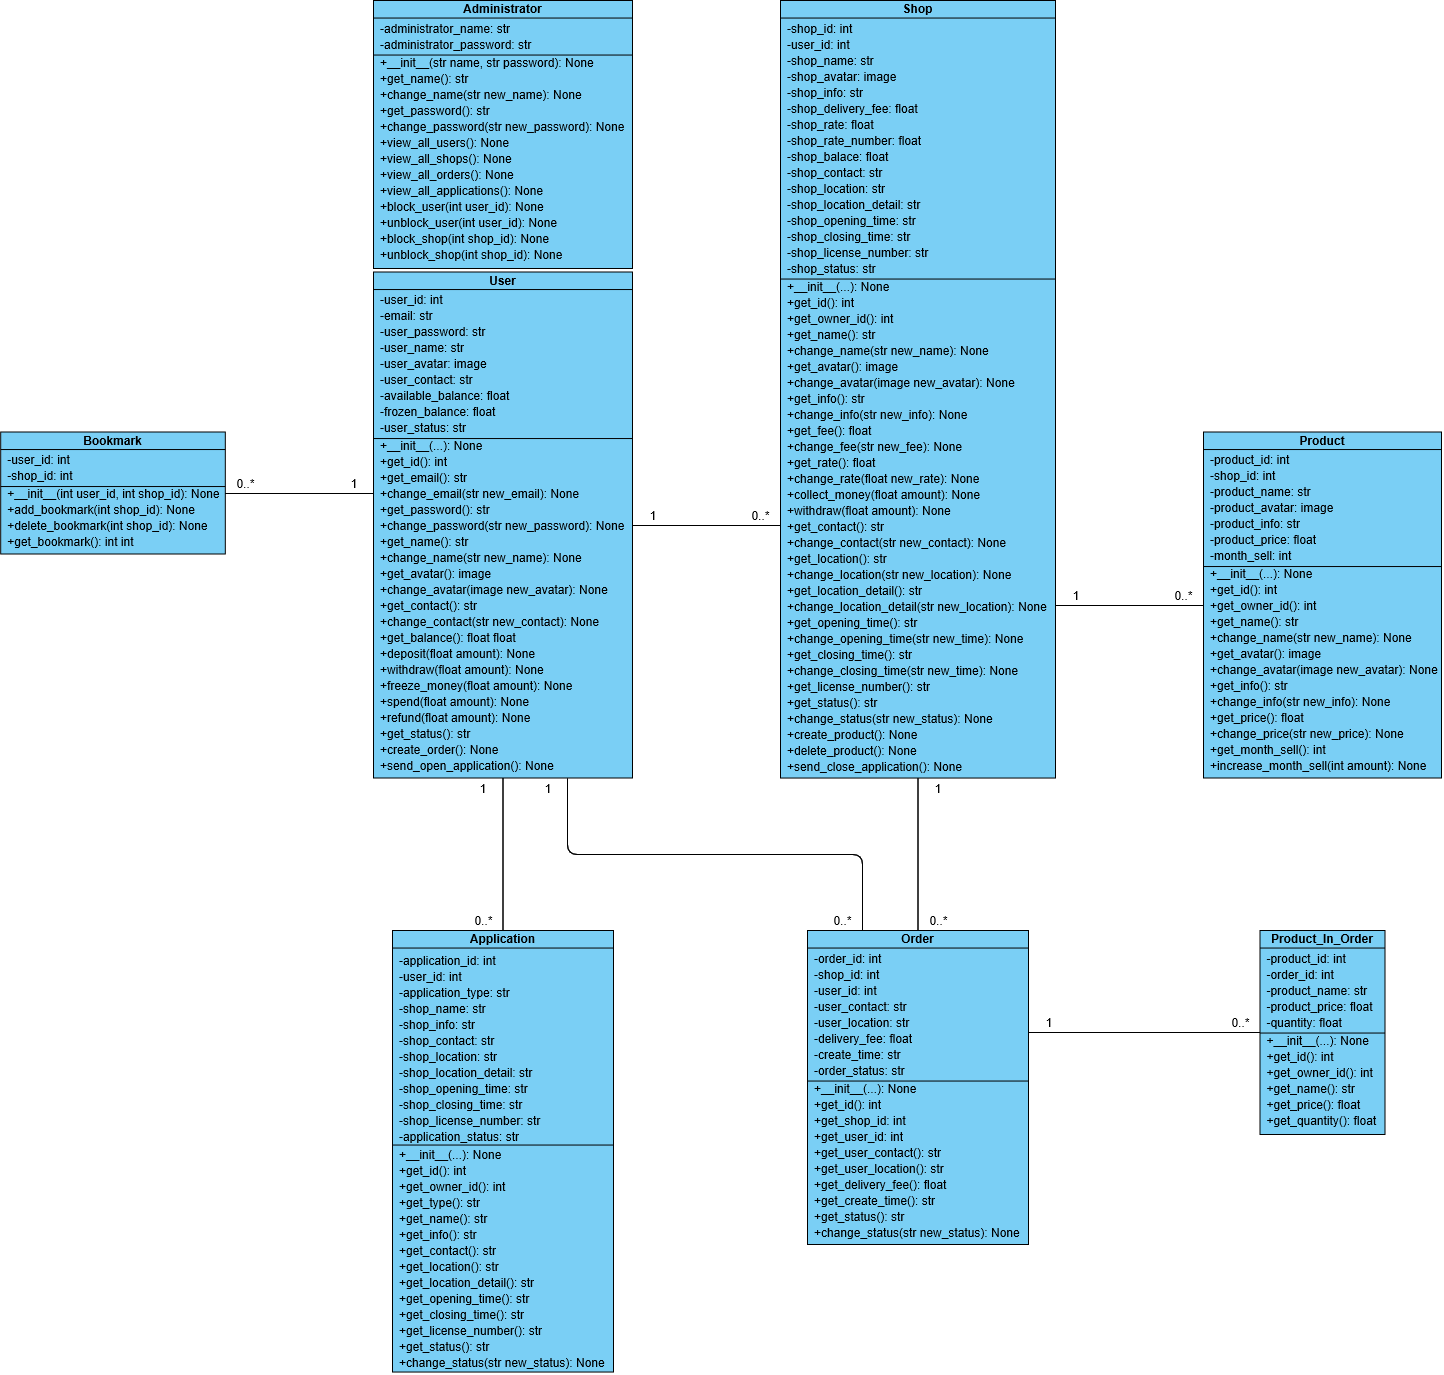 Administrator
-administrator_name: str
-administrator_password: str
+__init__(str name, str password): None
+get_name(): str
+change_name(str new_name): None
+get_password(): str
+change_password(str new_password): None
+view_all_users(): None
+view_all_shops(): None
+view_all_orders(): None
+view_all_applications(): None
+block_user(int user_id): None
+unblock_user(int user_id): None
+block_shop(int shop_id): None
+unblock_shop(int shop_id): None
Shop
-shop_id: int
-user_id: int
-shop_name: str
-shop_avatar: image
-shop_info: str
-shop_delivery_fee: float
-shop_rate: float
-shop_rate_number: float
-shop_balace: float
-shop_contact: str
-shop_location: str
-shop_location_detail: str
-shop_opening_time: str
-shop_closing_time: str
-shop_license_number: str
-shop_status: str
+__init__(...): None
+get_id(): int
+get_owner_id(): int
+get_name(): str
+change_name(str new_name): None
+get_avatar(): image
+change_avatar(image new_avatar): None
+get_info(): str
+change_info(str new_info): None
+get_fee(): float
+change_fee(str new_fee): None
+get_rate(): float
+change_rate(float new_rate): None
+collect_money(float amount): None
+withdraw(float amount): None
+get_contact(): str
+change_contact(str new_contact): None
+get_location(): str
+change_location(str new_location): None
+get_location_detail(): str
+change_location_detail(str new_location): None
+get_opening_time(): str
+change_opening_time(str new_time): None
+get_closing_time(): str
+change_closing_time(str new_time): None
+get_license_number(): str
+get_status(): str
+change_status(str new_status): None
+create_product(): None
+delete_product(): None
+send_close_application(): None
User
-user_id: int
-email: str
-user_password: str
-user_name: str
-user_avatar: image
-user_contact: str
-available_balance: float
-frozen_balance: float
-user_status: str
+__init__(...): None
+get_id(): int
+get_email(): str
+change_email(str new_email): None
+get_password(): str
+change_password(str new_password): None
+get_name(): str
+change_name(str new_name): None
+get_avatar(): image
+change_avatar(image new_avatar): None
+get_contact(): str
+change_contact(str new_contact): None
+get_balance(): float float
+deposit(float amount): None
+withdraw(float amount): None
+freeze_money(float amount): None
+spend(float amount): None
+refund(float amount): None
+get_status(): str
+create_order(): None
+send_open_application(): None
Bookmark
-user_id: int
-shop_id: int
+__init__(int user_id, int shop_id): None
+add_bookmark(int shop_id): None
+delete_bookmark(int shop_id): None
+get_bookmark(): int int
0..*
1
1
0..*
Product
-product_id: int
-shop_id: int
-product_name: str
-product_avatar: image
-product_info: str
-product_price: float
-month_sell: int
+__init__(...): None
+get_id(): int
+get_owner_id(): int
+get_name(): str
+change_name(str new_name): None
+get_avatar(): image
+change_avatar(image new_avatar): None
+get_info(): str
+change_info(str new_info): None
+get_price(): float
+change_price(str new_price): None
+get_month_sell(): int
+increase_month_sell(int amount): None
1
0..*
1
1
1
0..*
0..*
0..*
Application
-application_id: int
-user_id: int
-application_type: str
-shop_name: str
-shop_info: str
-shop_contact: str
-shop_location: str
-shop_location_detail: str
-shop_opening_time: str
-shop_closing_time: str
-shop_license_number: str
-application_status: str
+__init__(...): None
+get_id(): int
+get_owner_id(): int
+get_type(): str
+get_name(): str
+get_info(): str
+get_contact(): str
+get_location(): str
+get_location_detail(): str
+get_opening_time(): str
+get_closing_time(): str
+get_license_number(): str
+get_status(): str
+change_status(str new_status): None
Order
-order_id: int
-shop_id: int
-user_id: int
-user_contact: str
-user_location: str
-delivery_fee: float
-create_time: str
-order_status: str
+__init__(...): None
+get_id(): int
+get_shop_id: int
+get_user_id: int
+get_user_contact(): str
+get_user_location(): str
+get_delivery_fee(): float
+get_create_time(): str
+get_status(): str
+change_status(str new_status): None
1
0..*
Product_In_Order
-product_id: int
-order_id: int
-product_name: str
-product_price: float
-quantity: float
+__init__(...): None
+get_id(): int
+get_owner_id(): int
+get_name(): str
+get_price(): float
+get_quantity(): float